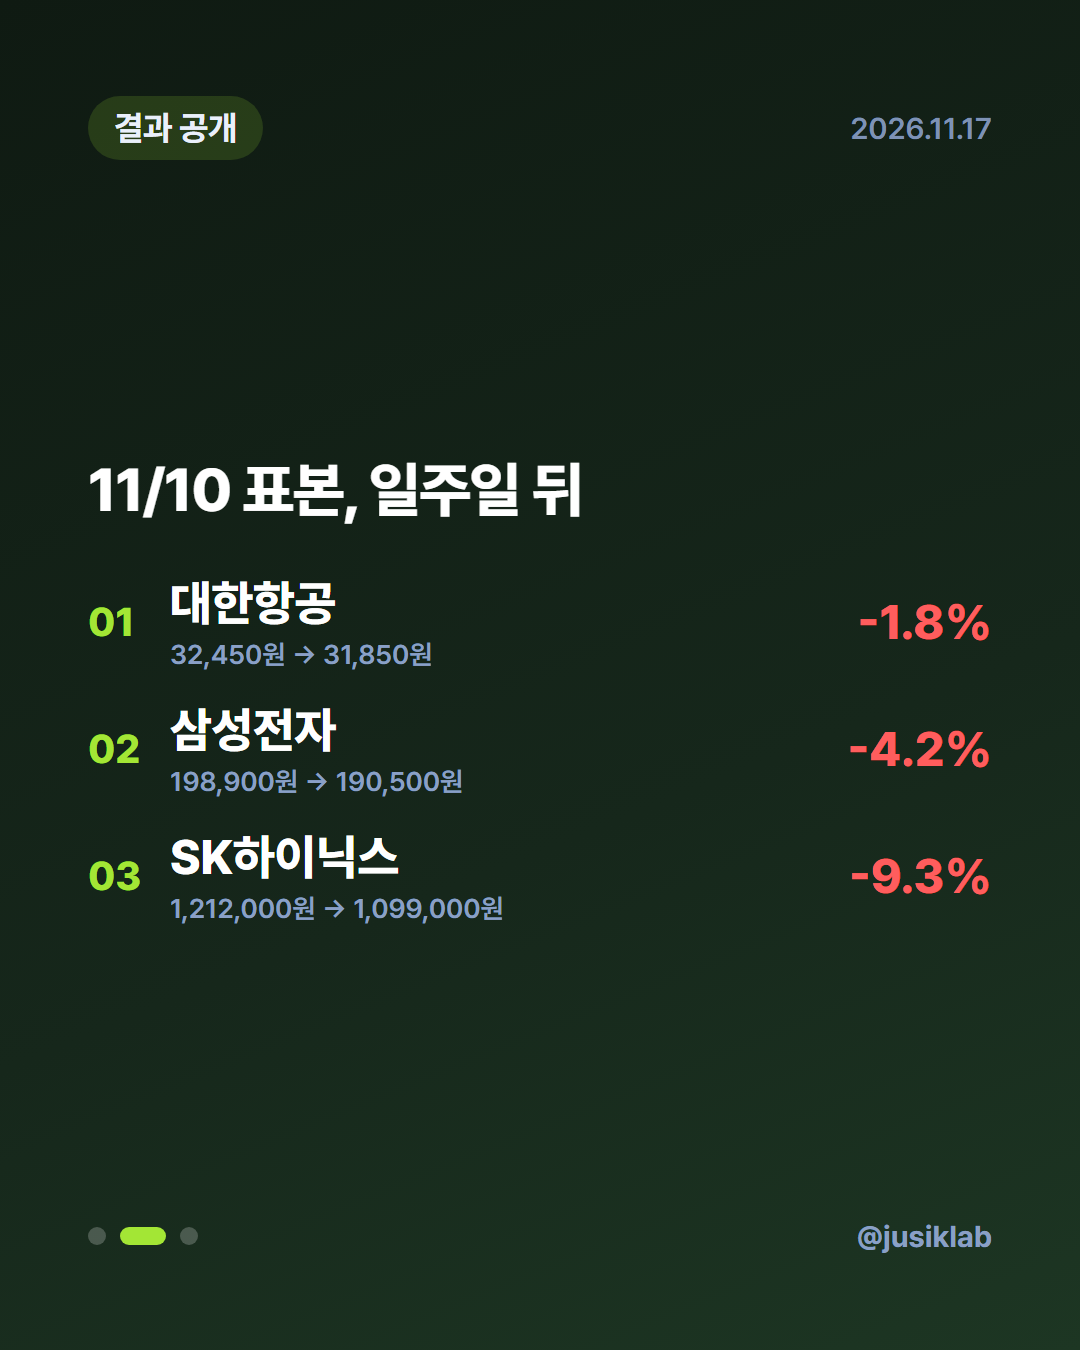 결과 공개
2026.11.17
11/10 표본, 일주일 뒤
01 대한항공 -1.8%
32,450원 → 31,850원
02 삼성전자 -4.2%
198,900원 → 190,500원
03 SK하이닉스 -9.3%
1,212,000원 → 1,099,000원
@jusiklab